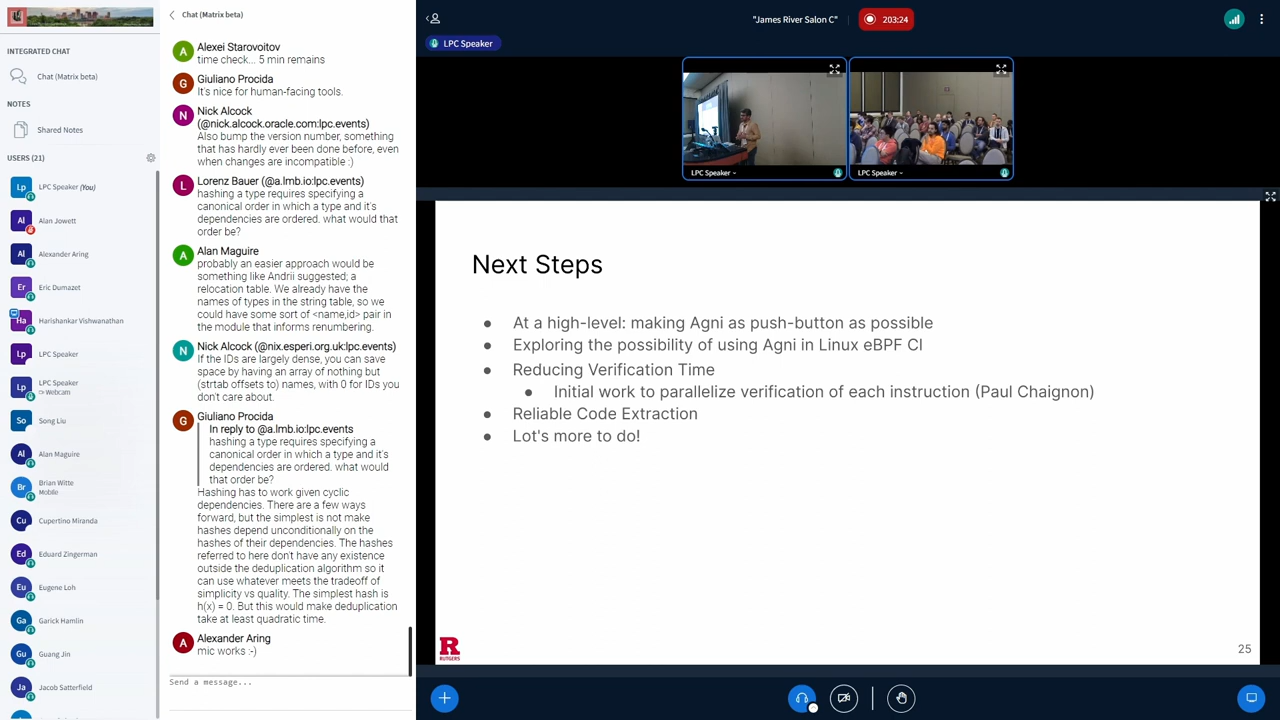 INTEGRATED CHAT
Chat (Matrix beta)
NOTES
Shared Notes
USERS (21)
Lp
LPC Speaker (You)
Al
Alan Jowett
Al
Alexander Aring
Er
Eric Dumazet
Ha
Harishankar Vishwanathan
Lp
LPC Speaker
Lp
LPC Speaker
Webcam
So
Song Liu
Al
Alan Maguire
Br
Brian Witte
Mobile
Cu
Cupertino Miranda
Ed
Eduard Zingerman
Eu
Eugene Loh
Ga
Garick Hamlin
Gu
Guang Jin
Ja
Jacob Satterfield
Chat (Matrix beta)
A
Alexei Starovoitov
time check... 5 min remains
G
Giuliano Procida
It's nice for human-facing tools.
N
Nick Alcock
(@nick.alcock.oracle.com:lpc.events)
Also bump the version number, something
that has hardly ever been done before, even
when changes are incompatible :)
L
Lorenz Bauer (@a.lmb.io:lpc.events)
hashing a type requires specifying a
canonical order in which a type and it's
dependencies are ordered. what would that
order be?
A
Alan Maguire
probably an easier approach would be
something like Andrii suggested; a
relocation table. We already have the
names of types in the string table, so we
could have some sort of <name,id> pair in
the module that informs renumbering.
N
Nick Alcock (@nix.esperi.org.uk:lpc.events)
If the IDs are largely dense, you can save
space by having an array of nothing but
(strtab offsets to) names, with 0 for IDs you
don't care about.
G
Giuliano Procida
In reply to @a.lmb.io:lpc.events
hashing a type requires specifying a
canonical order in which a type and it's
dependencies are ordered. what would
that order be?
Hashing has to work given cyclic
dependencies. There are a few ways
forward, but the simplest is not make
hashes depend unconditionally on the
hashes of their dependencies. The hashes
referred to here don't have any existence
outside the deduplication algorithm so it
can use whatever meets the tradeoff of
simplicity vs quality. The simplest hash is
h(x) = 0. But this would make deduplication
take at least quadratic time.
A
Alexander Aring
mic works :-)
Send a message...
"James River Salon C"
203:24
LPC Speaker
LPC Speaker
LPC Speaker
Next Steps
● At a high-level: making Agni as push-button as possible
● Exploring the possibility of using Agni in Linux eBPF CI
● Reducing Verification Time
● Initial work to parallelize verification of each instruction (Paul Chaignon)
● Reliable Code Extraction
● Lot's more to do!
R
RUTGERS
25